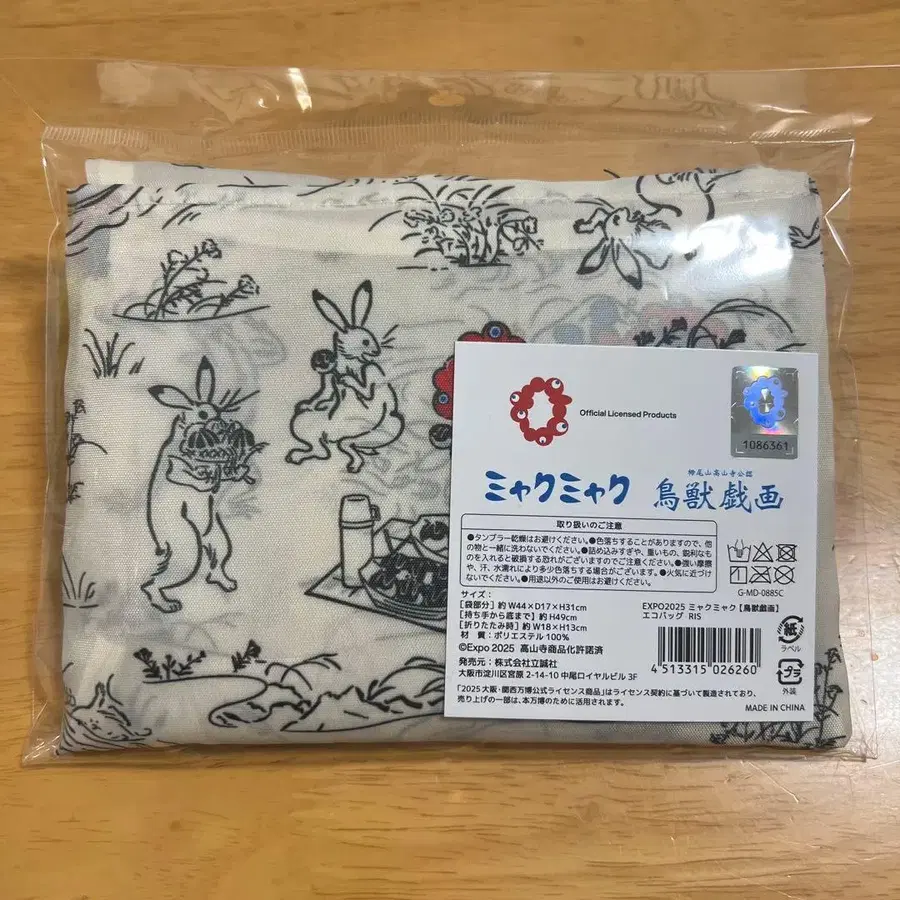 Official Licensed Products
1086361
ミャクミャク
栂尾山高山寺公認
鳥獣戯画
取り扱いのご注意
●タンブラー乾燥はお避けください。●色落ちすることがありますので、他
の物と一緒に洗わないでください。●詰め込みすぎや、重いもの、鋭利なも
のを入れると破損する恐れがございますのでご注意ください。●強い摩擦
や、汗、水濡れにより多少色落ちする場合がございます。●火気に近づけ
ないでください。●用途以外のご使用はお避けください。
G-MD-0885C
サイズ：
[袋部分] 約 W44×D17×H31cm
[持ち手から底まで] 約 H49cm
[折りたたみ時] 約 W18×H13cm
材　質：ポリエステル 100%
©Expo 2025 高山寺商品化許諾済
発売元：株式会社立誠社
大阪市淀川区宮原 2-14-10 中尾ロイヤルビル 3F
「2025 大阪・関西万博公式ライセンス商品」はライセンス契約に基づいて製造されており、
売り上げの一部は、本万博のために活用されます。
EXPO2025 ミャクミャク【鳥獣戯画】
エコバッグ RIS
4 513315 026260
紙
ラベル
プラ
外装
MADE IN CHINA